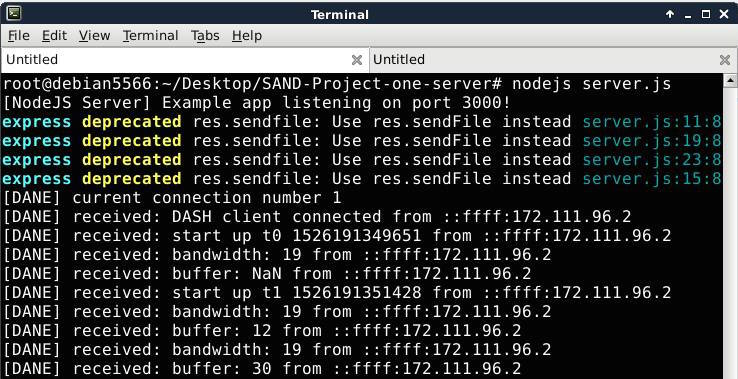 Terminal
File Edit View Terminal Tabs Help
Untitled Untitled
root@debian5566:~/Desktop/SAND-Project-one-server# nodejs server.js
[NodeJS Server] Example app listening on port 3000!
express deprecated res.sendfile: Use res.sendFile instead server.js:11:8
express deprecated res.sendfile: Use res.sendFile instead server.js:19:8
express deprecated res.sendfile: Use res.sendFile instead server.js:23:8
express deprecated res.sendfile: Use res.sendFile instead server.js:15:8
[DANE] current connection number 1
[DANE] received: DASH client connected from ::ffff:172.111.96.2
[DANE] received: start up t0 1526191349651 from ::ffff:172.111.96.2
[DANE] received: bandwidth: 19 from ::ffff:172.111.96.2
[DANE] received: buffer: NaN from ::ffff:172.111.96.2
[DANE] received: start up t1 1526191351428 from ::ffff:172.111.96.2
[DANE] received: bandwidth: 19 from ::ffff:172.111.96.2
[DANE] received: buffer: 12 from ::ffff:172.111.96.2
[DANE] received: bandwidth: 19 from ::ffff:172.111.96.2
[DANE] received: buffer: 30 from ::ffff:172.111.96.2